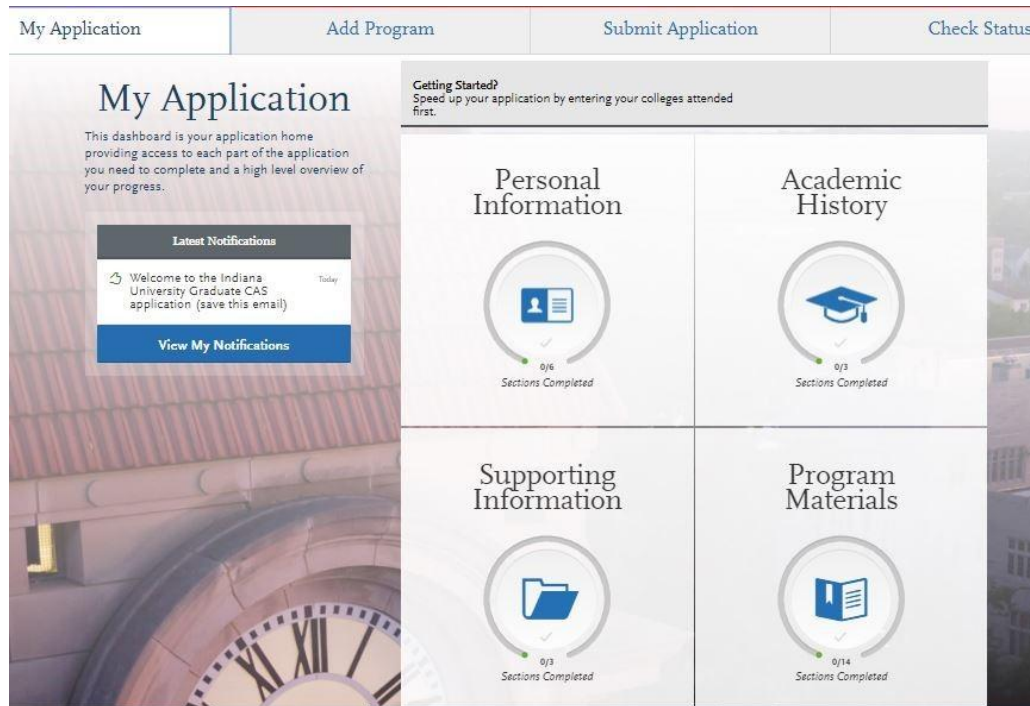 My Application
Add Program
Submit Application
Check Status
My Application
This dashboard is your application home
providing access to each part of the application
you need to complete and a high level overview of
your progress.
Latest Notifications
Welcome to the Indiana
University Graduate CAS
application (save this email)
Today
View My Notifications
Getting Started?
Speed up your application by entering your colleges attended
first.
Personal
Information
0/6
Sections Completed
Academic
History
0/3
Sections Completed
Supporting
Information
0/3
Sections Completed
Program
Materials
0/14
Sections Completed